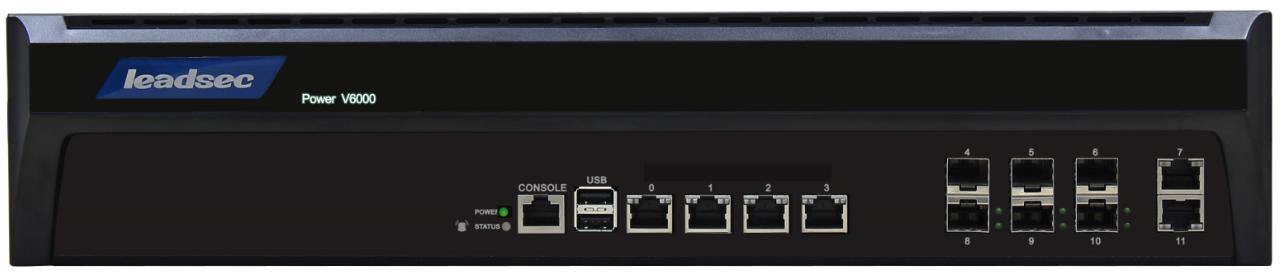 leadsec
Power V6000
CONSOLE
USB
POWER
STATUS
0 1 2 3
4 5 6 7
8 9 10 11